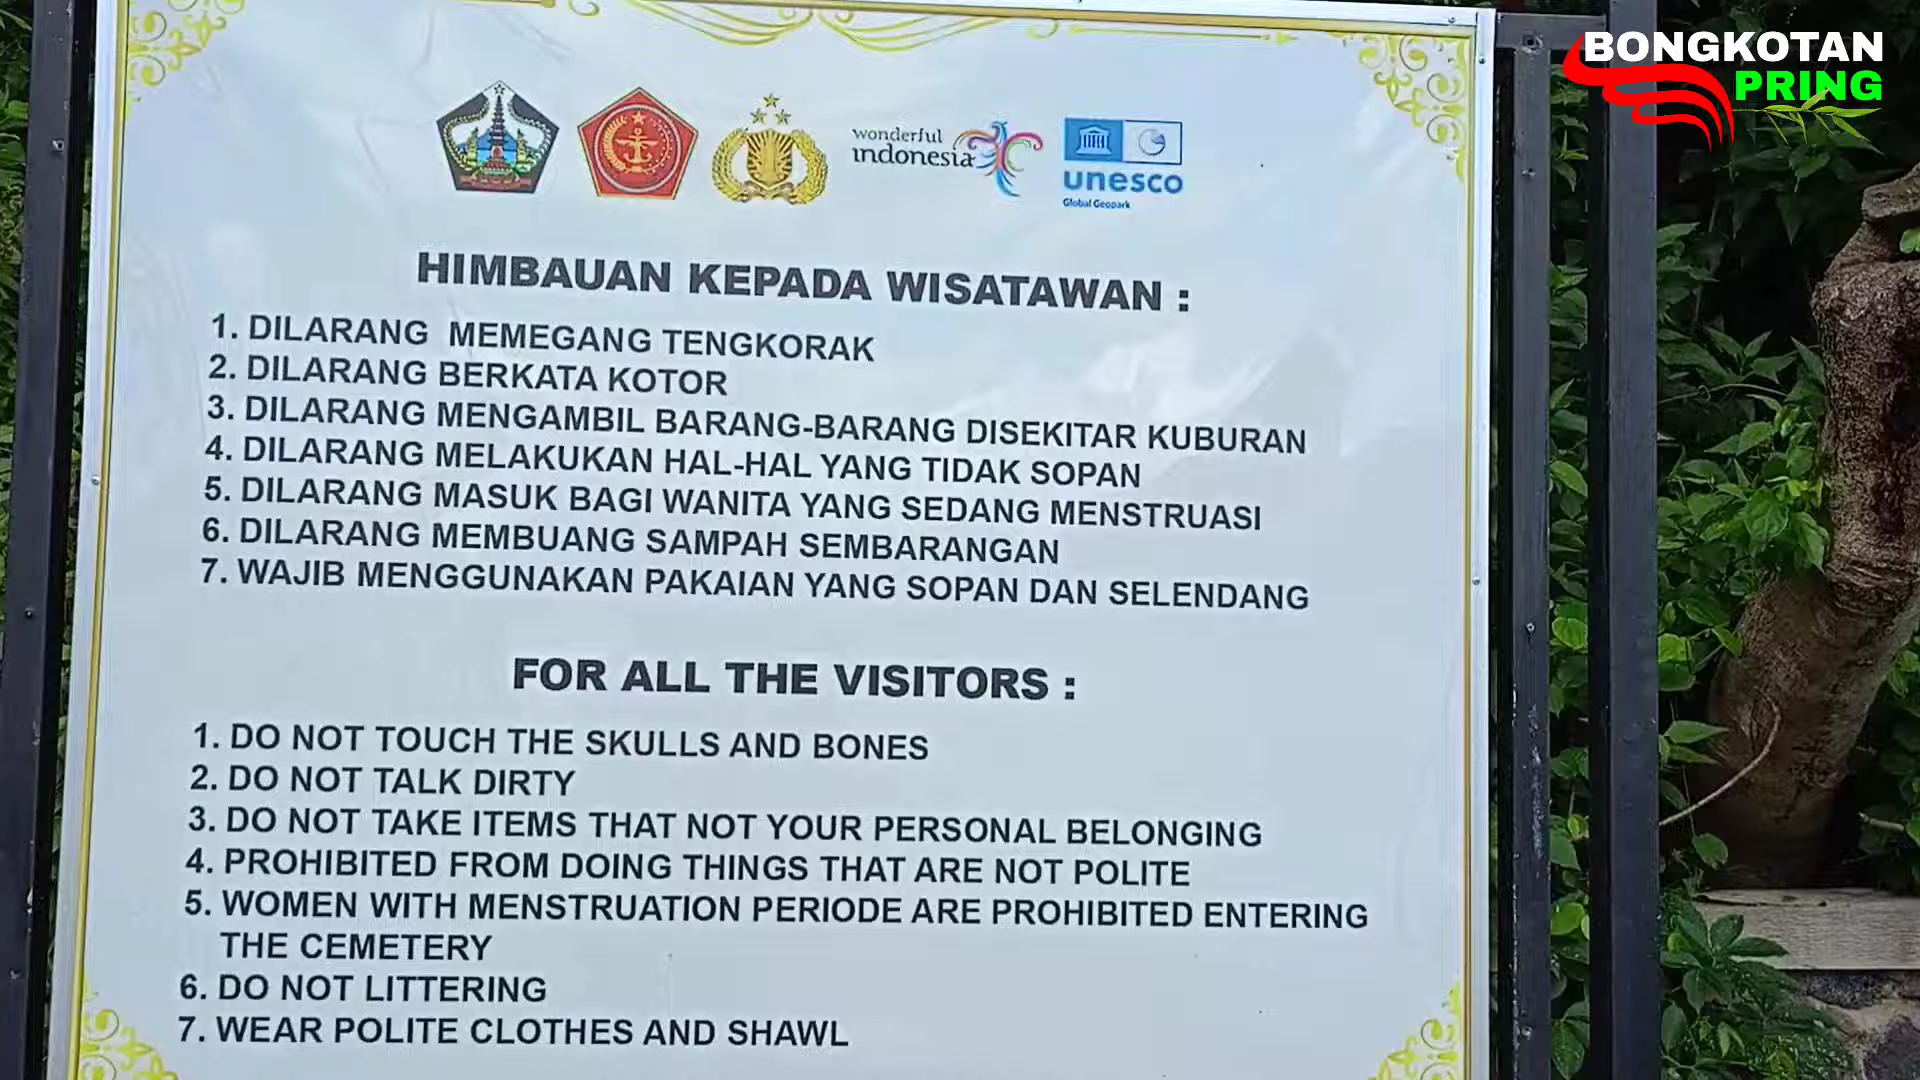 BONGKOTAN
PRING
wonderful
indonesia
unesco
Global Geopark
HIMBAUAN KEPADA WISATAWAN :
1. DILARANG MEMEGANG TENGKORAK
2. DILARANG BERKATA KOTOR
3. DILARANG MENGAMBIL BARANG-BARANG DISEKITAR KUBURAN
4. DILARANG MELAKUKAN HAL-HAL YANG TIDAK SOPAN
5. DILARANG MASUK BAGI WANITA YANG SEDANG MENSTRUASI
6. DILARANG MEMBUANG SAMPAH SEMBARANGAN
7. WAJIB MENGGUNAKAN PAKAIAN YANG SOPAN DAN SELENDANG
FOR ALL THE VISITORS :
1. DO NOT TOUCH THE SKULLS AND BONES
2. DO NOT TALK DIRTY
3. DO NOT TAKE ITEMS THAT NOT YOUR PERSONAL BELONGING
4. PROHIBITED FROM DOING THINGS THAT ARE NOT POLITE
5. WOMEN WITH MENSTRUATION PERIODE ARE PROHIBITED ENTERING
THE CEMETERY
6. DO NOT LITTERING
7. WEAR POLITE CLOTHES AND SHAWL